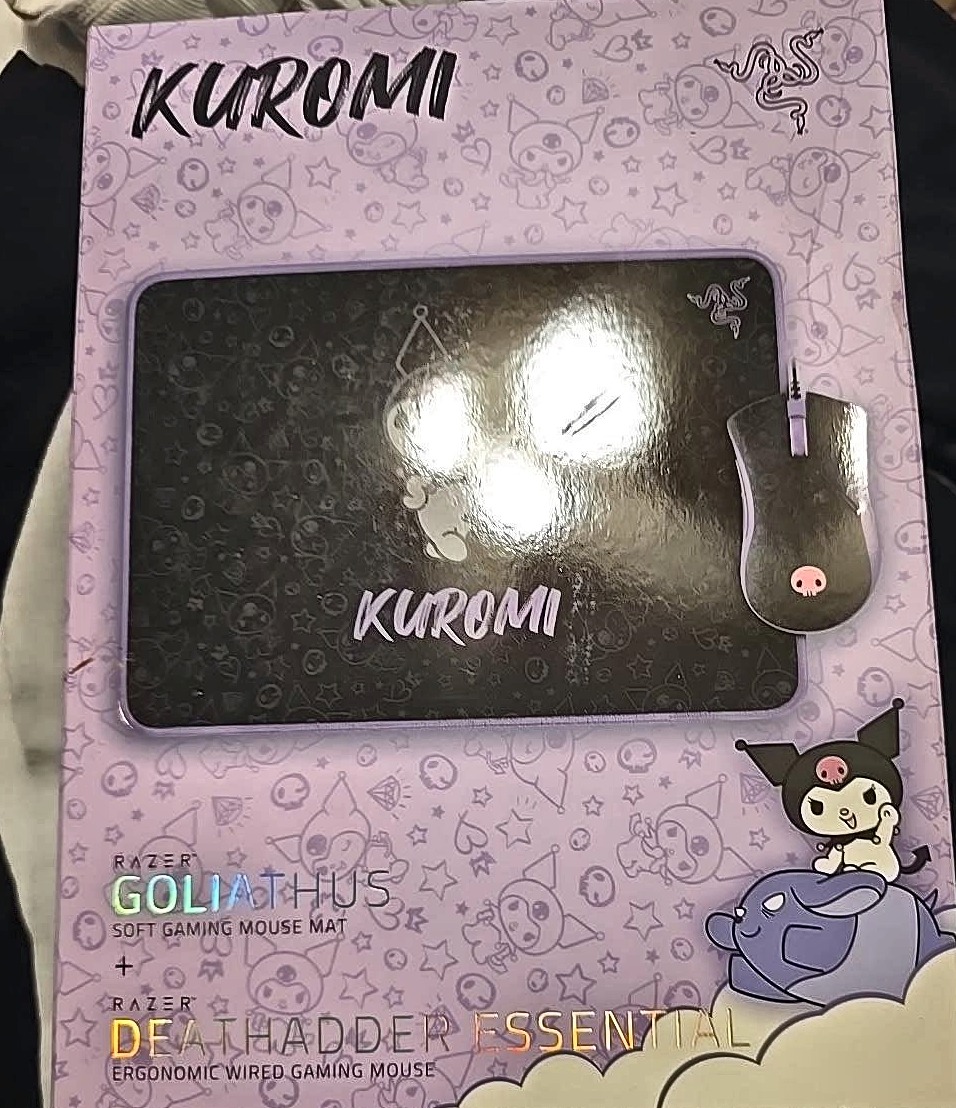 KUROMI
KUROMI
RAZER™
GOLIATHUS
SOFT GAMING MOUSE MAT
+
RAZER™
DEATHADDER ESSENTIAL
ERGONOMIC WIRED GAMING MOUSE